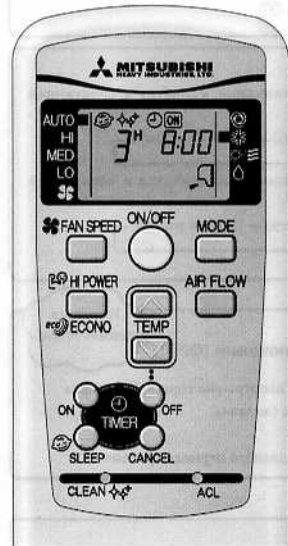 MITSUBISHI
HEAVY INDUSTRIES, LTD.
AUTO
HI
MED
LO
ON
3H 8:00
FAN SPEED
ON/OFF
MODE
HI POWER
AIR FLOW
eco ECONO
TEMP
ON
OFF
TIMER
SLEEP
CANCEL
CLEAN
ACL